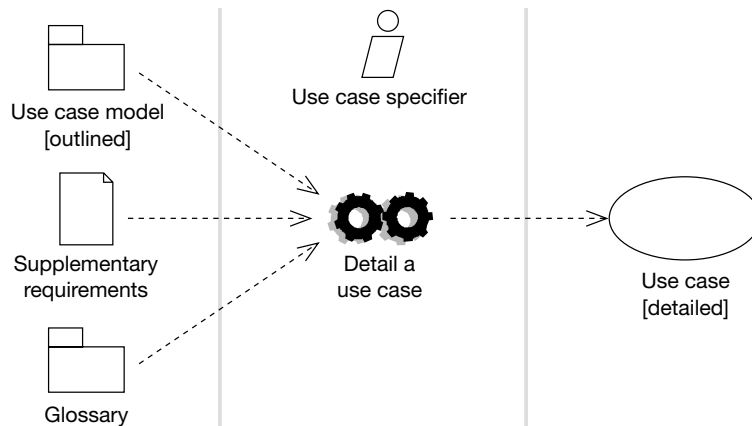 Use case model
[outlined]
Supplementary
requirements
Glossary
Use case specifier
Detail a
use case
Use case
[detailed]